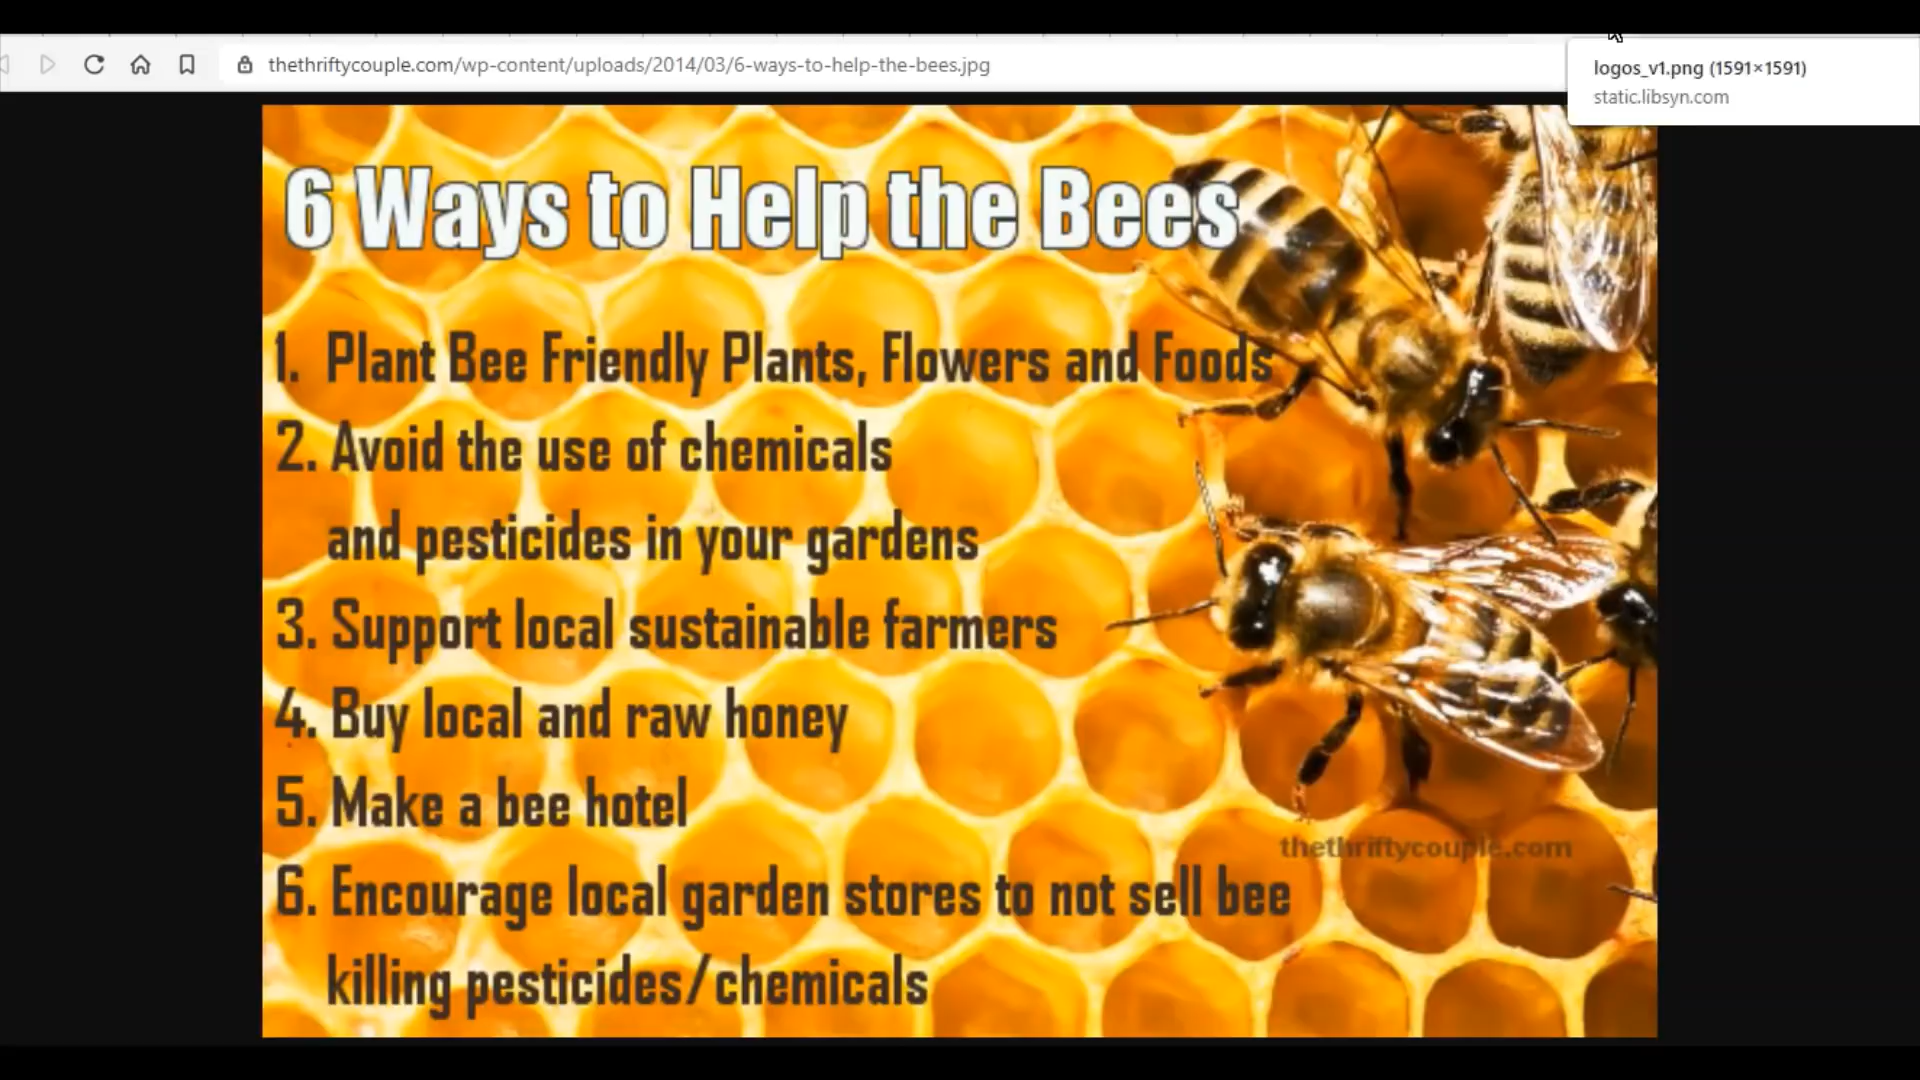 thethriftycouple.com/wp-content/uploads/2014/03/6-ways-to-help-the-bees.jpg
logos_v1.png (1591×1591)
static.libsyn.com
6 Ways to Help the Bees
1. Plant Bee Friendly Plants, Flowers and Foods
2. Avoid the use of chemicals
and pesticides in your gardens
3. Support local sustainable farmers
4. Buy local and raw honey
5. Make a bee hotel
thethriftycouple.com
6. Encourage local garden stores to not sell bee
killing pesticides/chemicals